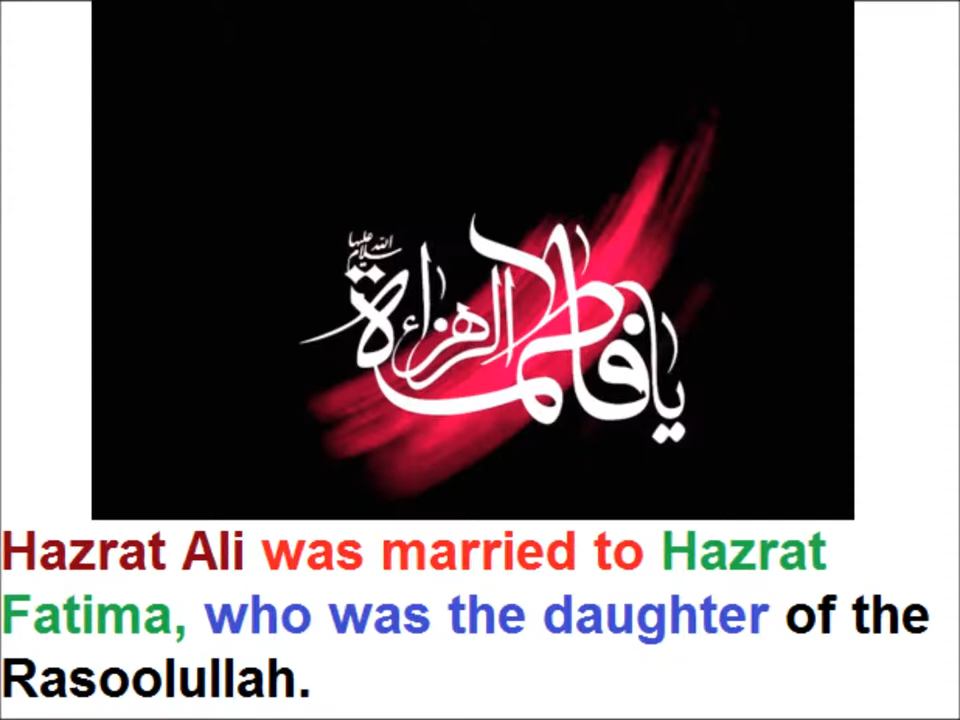 يا فاطمة الزهراء
سلام الله عليها
Hazrat Ali was married to Hazrat
Fatima, who was the daughter of the
Rasoolullah.